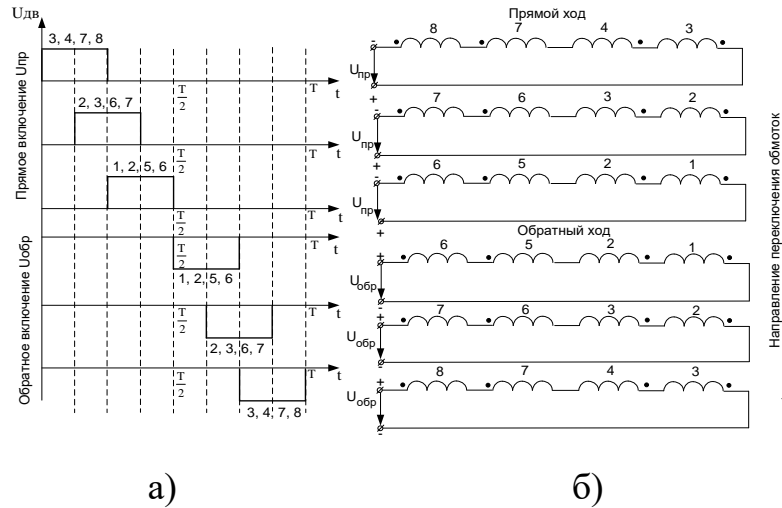 Uдв
Прямое включение Uпр
3, 4, 7, 8
T/2
T
t
2, 3, 6, 7
T/2
T
t
1, 2, 5, 6
T/2
T
t
Обратное включение Uобр
T/2
T
t
1, 2, 5, 6
T/2
T
t
2, 3, 6, 7
T/2
T
t
3, 4, 7, 8
а)
Прямой ход
8 7 4 3
-
Uпр
+
7 6 3 2
-
Uпр
+
6 5 2 1
-
Uпр
+
Обратный ход
6 5 2 1
+
Uобр
-
7 6 3 2
+
Uобр
-
8 7 4 3
+
Uобр
-
Направление переключения обмоток
б)